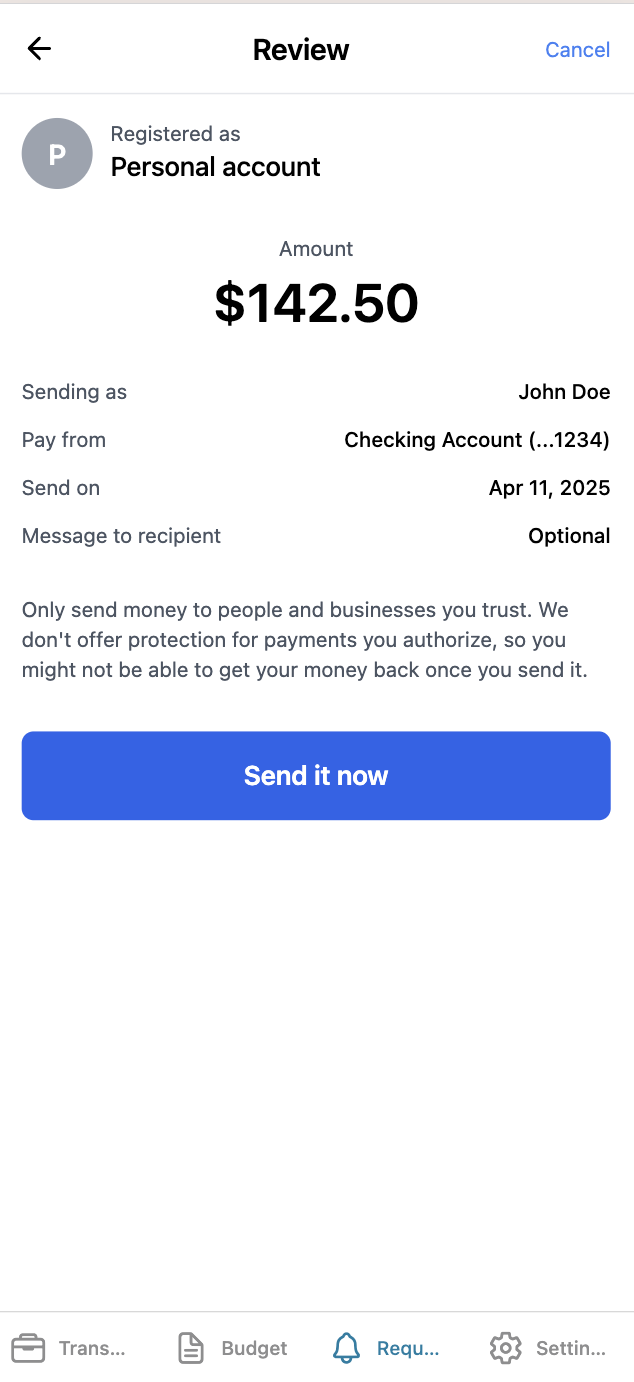 Review
Cancel
P
Registered as
Personal account
Amount
$142.50
Sending as
John Doe
Pay from
Checking Account (...1234)
Send on
Apr 11, 2025
Message to recipient
Optional
Only send money to people and businesses you trust. We
don't offer protection for payments you authorize, so you
might not be able to get your money back once you send it.
Send it now
Trans...
Budget
Requ...
Settin...